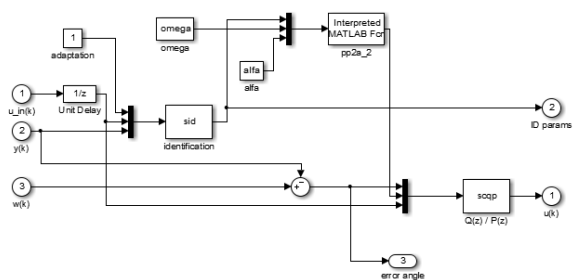 omega
omega
Interpreted
MATLAB Fcn
pp2a_2
1
adaptation
alfa
alfa
1
u_in(k)
1/z
Unit Delay
sid
identification
2
ID params
2
y(k)
3
w(k)
+
−
scqp
Q(z) / P(z)
1
u(k)
3
error angle